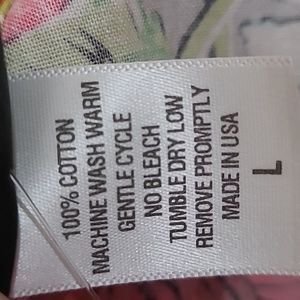 100% COTTON
MACHINE WASH WARM
GENTLE CYCLE
NO BLEACH
TUMBLE DRY LOW
REMOVE PROMPTLY
MADE IN USA
L